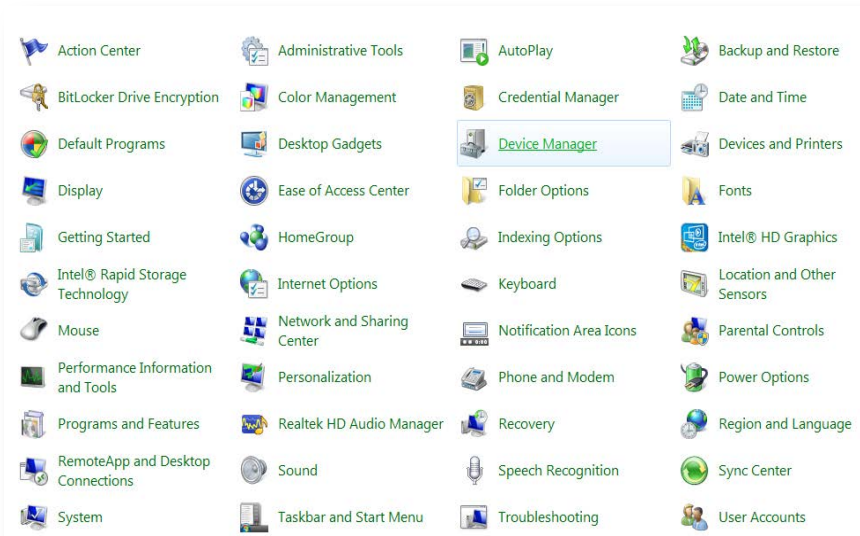 Action Center
Administrative Tools
AutoPlay
Backup and Restore
BitLocker Drive Encryption
Color Management
Credential Manager
Date and Time
Default Programs
Desktop Gadgets
Device Manager
Devices and Printers
Display
Ease of Access Center
Folder Options
Fonts
Getting Started
HomeGroup
Indexing Options
Intel® HD Graphics
Intel® Rapid Storage
Technology
Internet Options
Keyboard
Location and Other
Sensors
Mouse
Network and Sharing
Center
Notification Area Icons
Parental Controls
Performance Information
and Tools
Personalization
Phone and Modem
Power Options
Programs and Features
Realtek HD Audio Manager
Recovery
Region and Language
RemoteApp and Desktop
Connections
Sound
Speech Recognition
Sync Center
System
Taskbar and Start Menu
Troubleshooting
User Accounts